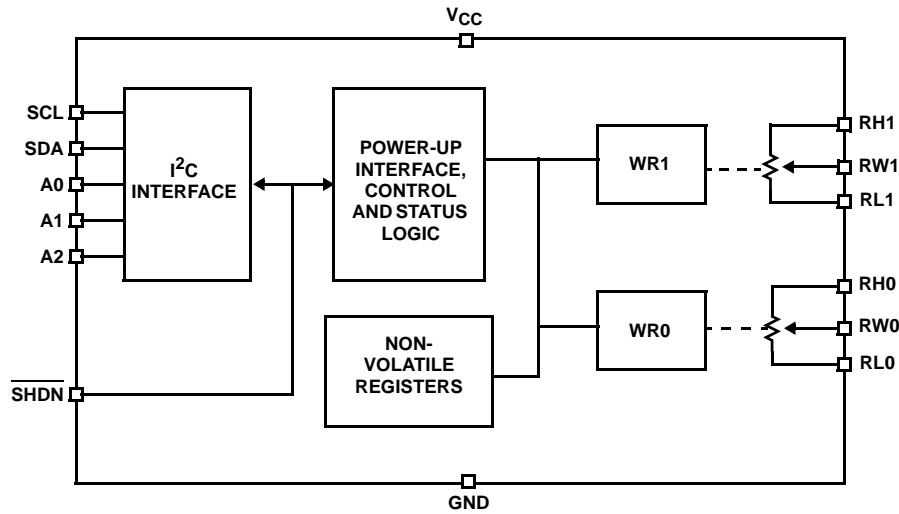 VCC
SCL
SDA
A0
A1
A2
SHDN
I2C
INTERFACE
POWER-UP
INTERFACE,
CONTROL
AND STATUS
LOGIC
NON-
VOLATILE
REGISTERS
WR1
WR0
RH1
RW1
RL1
RH0
RW0
RL0
GND